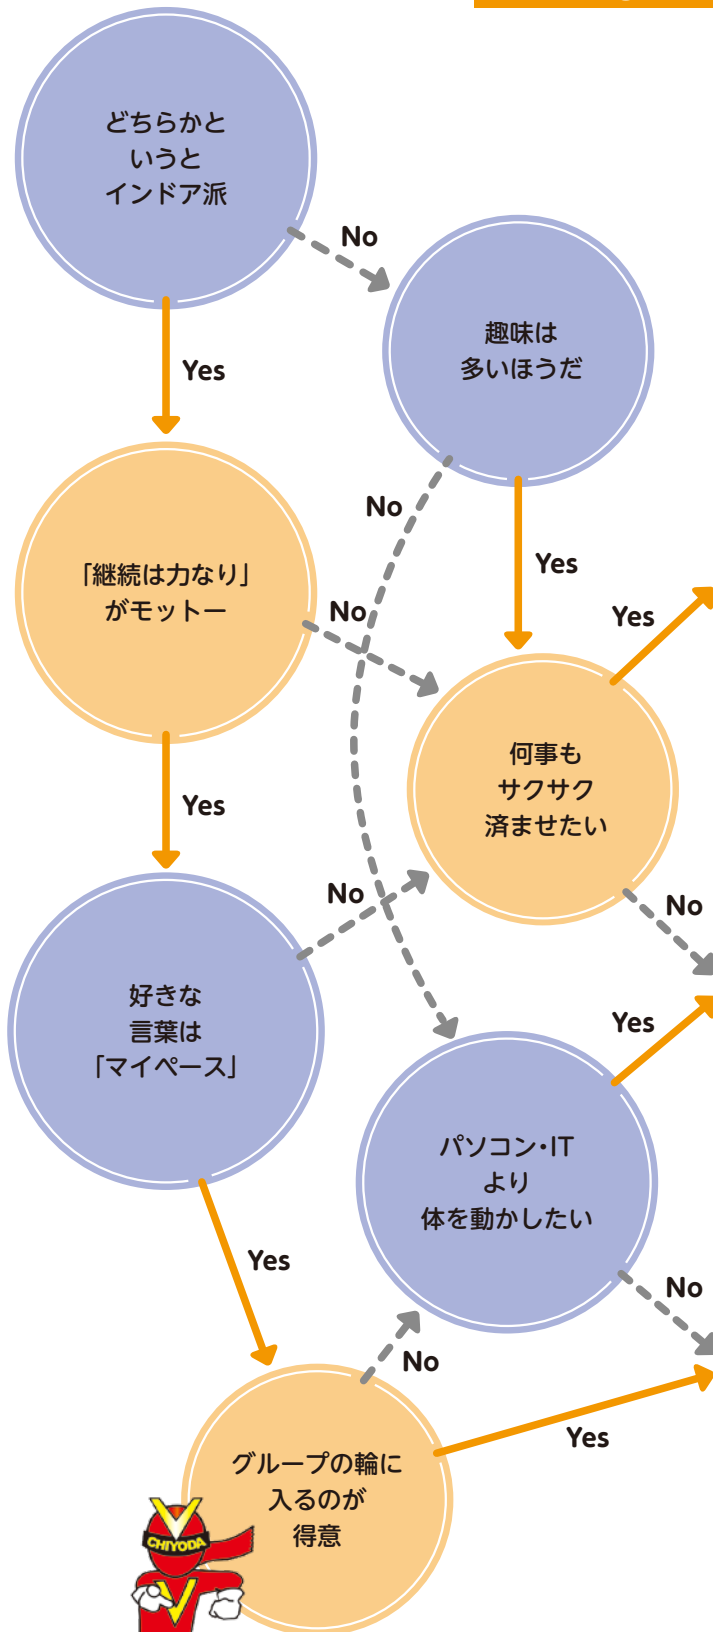 どちらかと
いうと
インドア派
No
Yes
趣味は
多いほうだ
No
Yes
「継続は力なり」
がモットー
No
Yes
Yes
何事も
サクサク
済ませたい
No
No
好きな
言葉は
「マイペース」
Yes
Yes
パソコン・IT
より
体を動かしたい
No
No
Yes
グループの輪に
入るのが
得意
CHIYODA
V